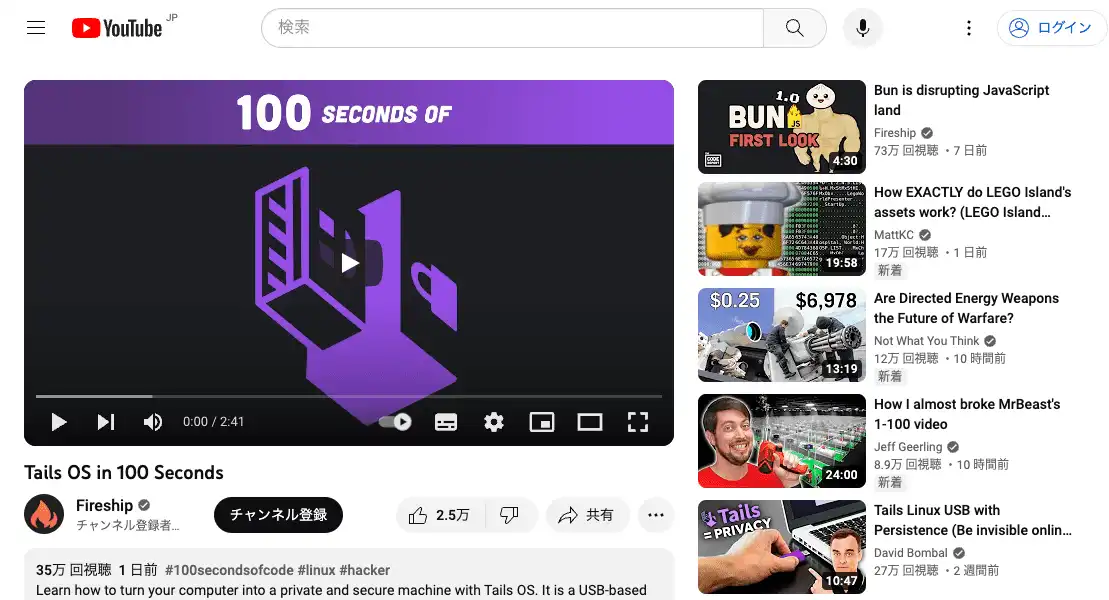 YouTube JP
検索
ログイン
100 SECONDS OF
0:00 / 2:41
Tails OS in 100 Seconds
Fireship
チャンネル登録者...
チャンネル登録
2.5万
共有
35万 回視聴 1 日前 #100secondsofcode #linux #hacker
Learn how to turn your computer into a private and secure machine with Tails OS. It is a USB-based
1.0
BUN
JS
FIRST LOOK
THE CODE REPORT
4:30
Bun is disrupting JavaScript
land
Fireship
73万 回視聴 ・7 日前
19:58
How EXACTLY do LEGO Island's
assets work? (LEGO Island...
MattKC
17万 回視聴 ・1 日前
新着
$0.25
$6,978
13:19
Are Directed Energy Weapons
the Future of Warfare?
Not What You Think
12万 回視聴 ・10 時間前
新着
24:00
How I almost broke MrBeast's
1-100 video
Jeff Geerling
8.9万 回視聴 ・10 時間前
新着
Tails
=PRIVACY
10:47
Tails Linux USB with
Persistence (Be invisible onlin...
David Bombal
27万 回視聴 ・2 週間前